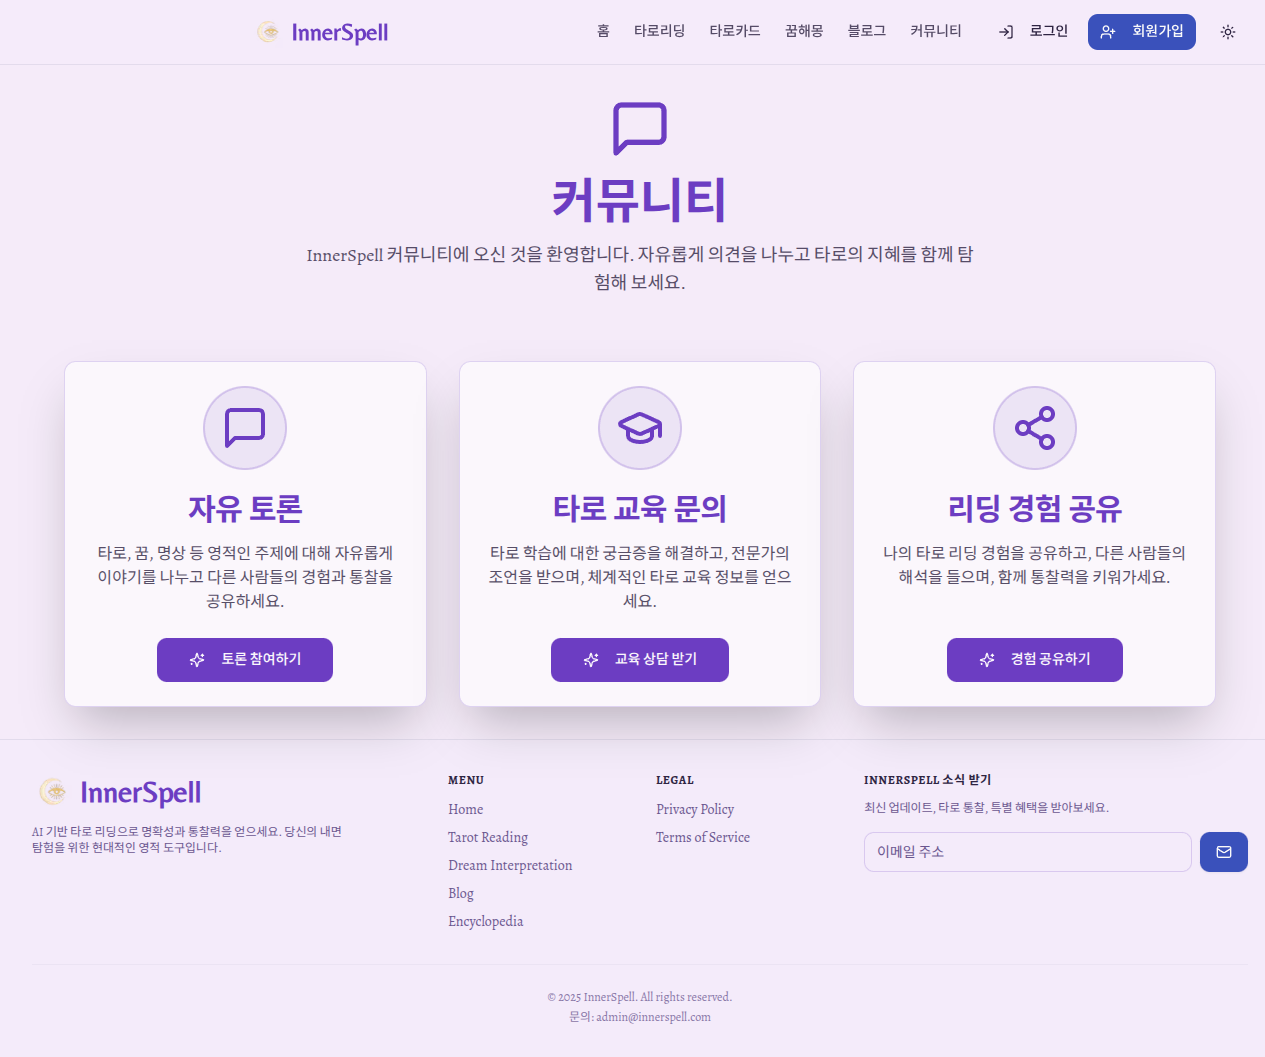 InnerSpell
홈 타로리딩 타로카드 꿈해몽 블로그 커뮤니티 로그인 회원가입
커뮤니티
InnerSpell 커뮤니티에 오신 것을 환영합니다. 자유롭게 의견을 나누고 타로의 지혜를 함께 탐
험해 보세요.
자유 토론
타로, 꿈, 명상 등 영적인 주제에 대해 자유롭게
이야기를 나누고 다른 사람들의 경험과 통찰을
공유하세요.
토론 참여하기
타로 교육 문의
타로 학습에 대한 궁금증을 해결하고, 전문가의
조언을 받으며, 체계적인 타로 교육 정보를 얻으
세요.
교육 상담 받기
리딩 경험 공유
나의 타로 리딩 경험을 공유하고, 다른 사람들의
해석을 들으며, 함께 통찰력을 키워가세요.
경험 공유하기
InnerSpell
AI 기반 타로 리딩으로 명확성과 통찰력을 얻으세요. 당신의 내면
탐험을 위한 현대적인 영적 도구입니다.
MENU
Home
Tarot Reading
Dream Interpretation
Blog
Encyclopedia
LEGAL
Privacy Policy
Terms of Service
INNERSPELL 소식 받기
최신 업데이트, 타로 통찰, 특별 혜택을 받아보세요.
이메일 주소
© 2025 InnerSpell. All rights reserved.
문의: admin@innerspell.com